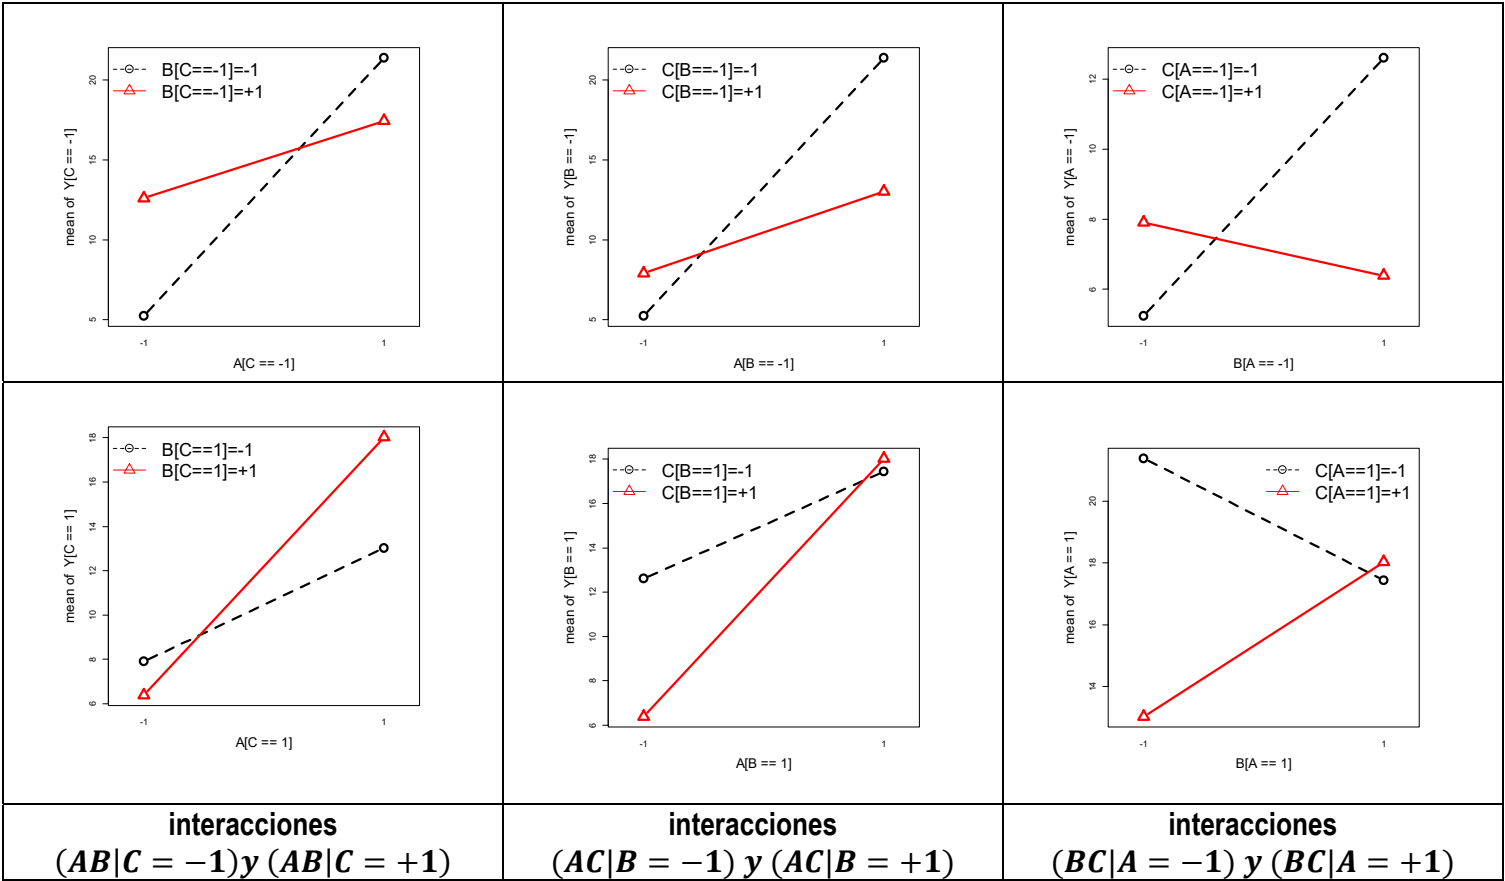 B[C==-1]=-1
B[C==-1]=+1
mean of Y[C == -1]
20
15
10
5
-1
1
A[C == -1]
C[B==-1]=-1
C[B==-1]=+1
mean of Y[B == -1]
20
15
10
5
-1
1
A[B == -1]
C[A==-1]=-1
C[A==-1]=+1
mean of Y[A == -1]
12
10
8
6
-1
1
B[A == -1]
B[C==1]=-1
B[C==1]=+1
mean of Y[C == 1]
18
16
14
12
10
8
6
-1
1
A[C == 1]
C[B==1]=-1
C[B==1]=+1
mean of Y[B == 1]
18
16
14
12
10
8
6
-1
1
A[B == 1]
C[A==1]=-1
C[A==1]=+1
mean of Y[A == 1]
20
18
16
14
-1
1
B[A == 1]
interacciones
(AB|C = −1)y (AB|C = +1)
interacciones
(AC|B = −1) y (AC|B = +1)
interacciones
(BC|A = −1) y (BC|A = +1)